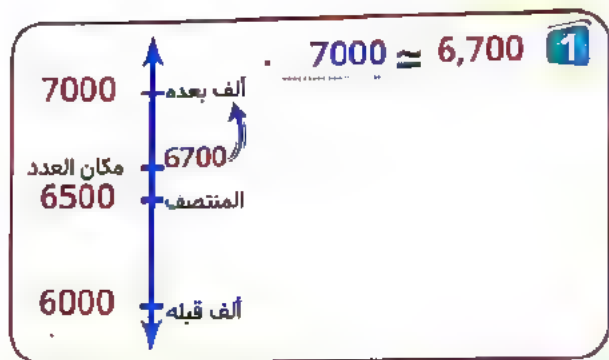 1 6,700 ≃ 7000 .
7000 ألف بعده
6700
مكان العدد
6500 المنتصف
6000 ألف قبله